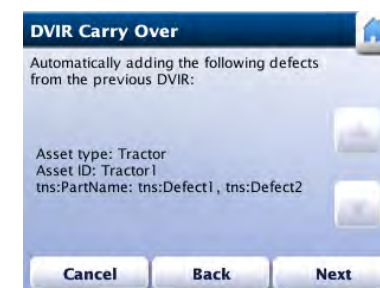 DVIR Carry Over
Automatically adding the following defects
from the previous DVIR:
Asset type: Tractor
Asset ID: Tractor1
tns:PartName: tns:Defect1, tns:Defect2
Cancel Back Next